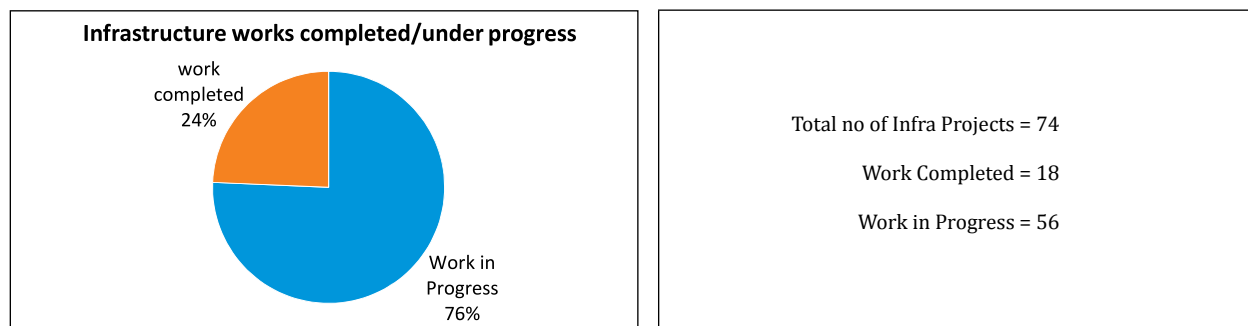 Infrastructure works completed/under progress
work
completed
24%
Work in
Progress
76%
Total no of Infra Projects = 74
Work Completed = 18
Work in Progress = 56